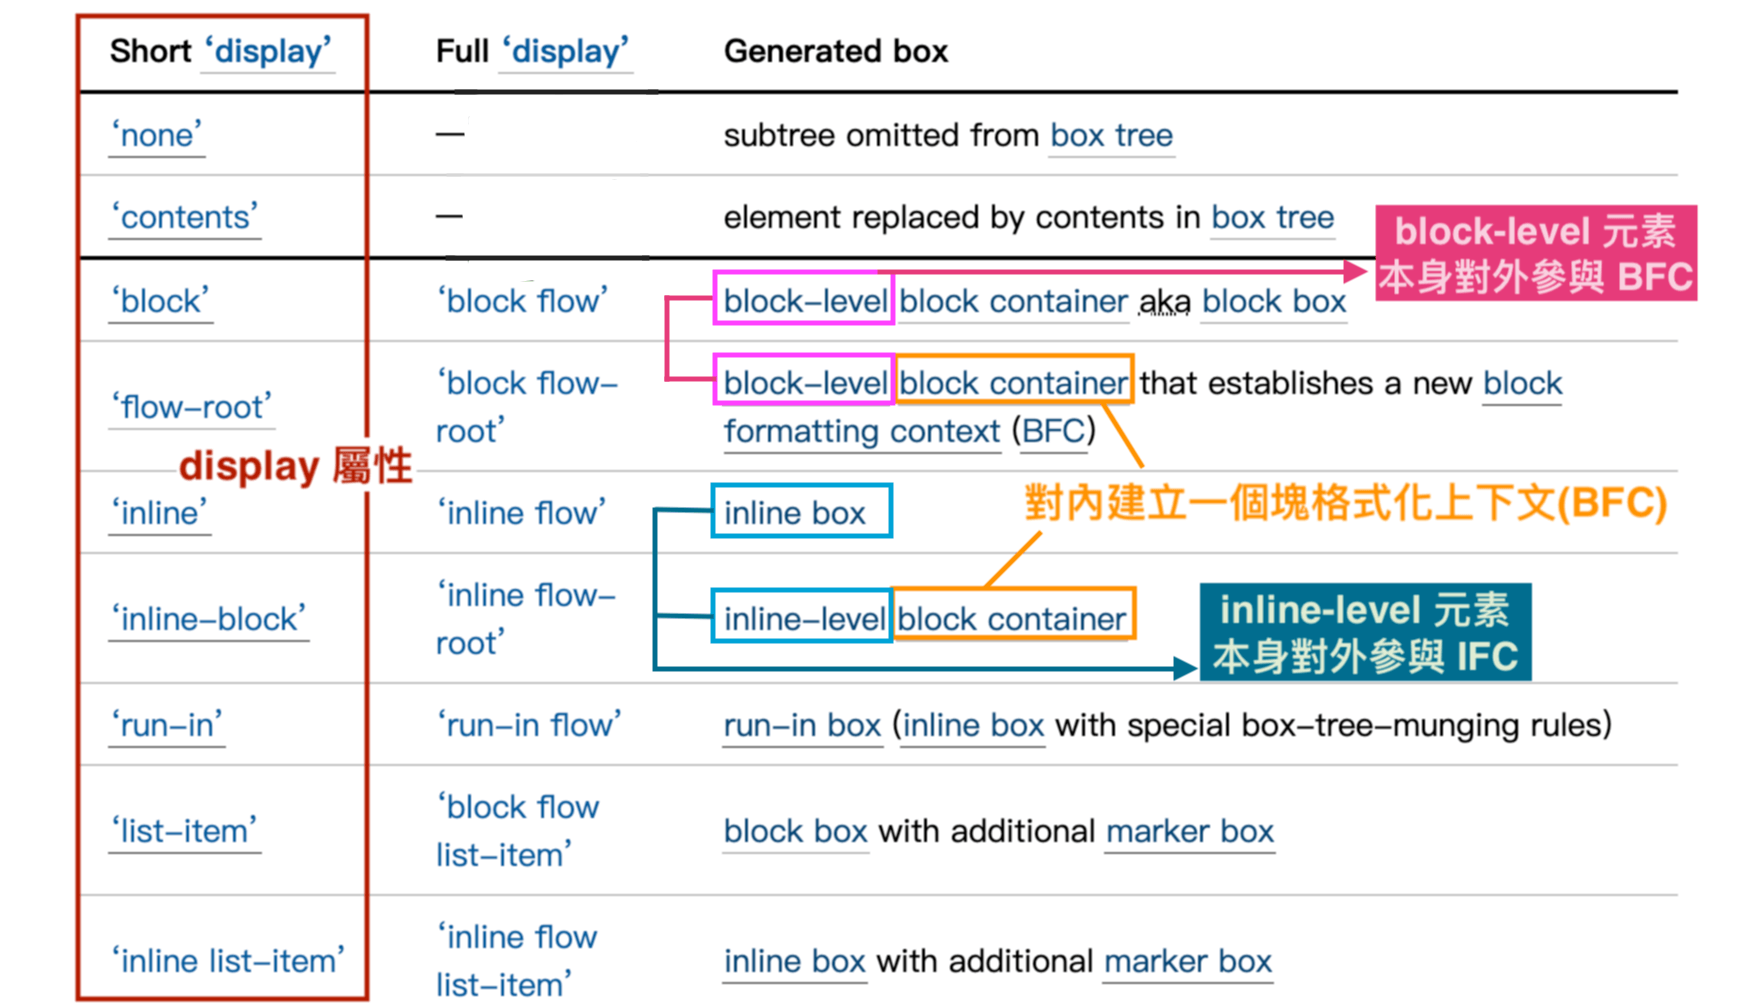 Short ‘display’ Full ‘display’ Generated box
‘none’ — subtree omitted from box tree
‘contents’ — element replaced by contents in box tree
block-level 元素
本身對外參與 BFC
‘block’ ‘block flow’ block-level block container aka block box
‘flow-root’ ‘block flow-
root’ block-level block container that establishes a new block
formatting context (BFC)
display 屬性
對內建立一個塊格式化上下文(BFC)
‘inline’ ‘inline flow’ inline box
‘inline-block’ ‘inline flow-
root’ inline-level block container
inline-level 元素
本身對外參與 IFC
‘run-in’ ‘run-in flow’ run-in box (inline box with special box-tree-munging rules)
‘list-item’ ‘block flow
list-item’ block box with additional marker box
‘inline list-item’ ‘inline flow
list-item’ inline box with additional marker box